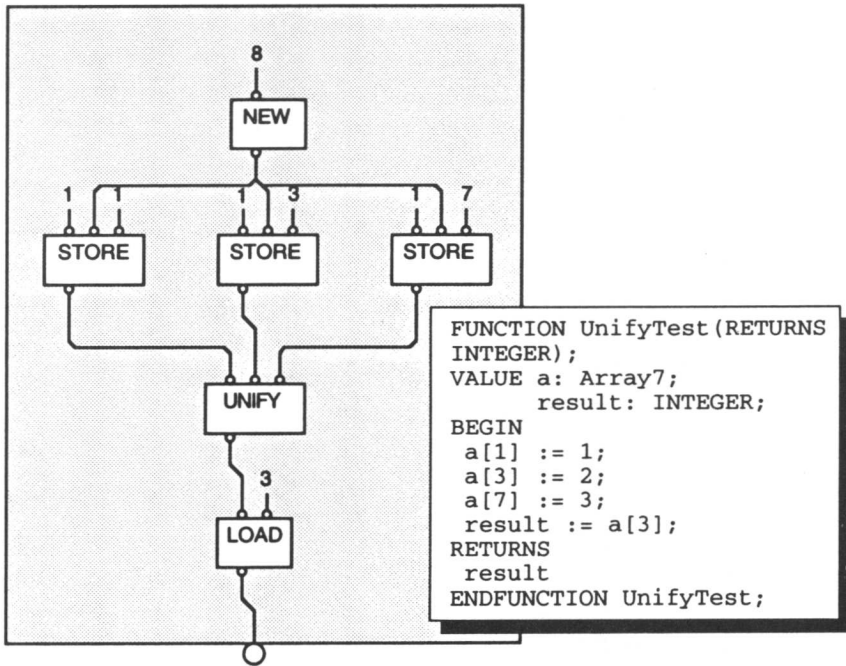 8
NEW
1 1 1 3 1 7
STORE STORE STORE
UNIFY
3
LOAD
FUNCTION UnifyTest(RETURNS
INTEGER);
VALUE a: Array7;
result: INTEGER;
BEGIN
a[1] := 1;
a[3] := 2;
a[7] := 3;
result := a[3];
RETURNS
result
ENDFUNCTION UnifyTest;